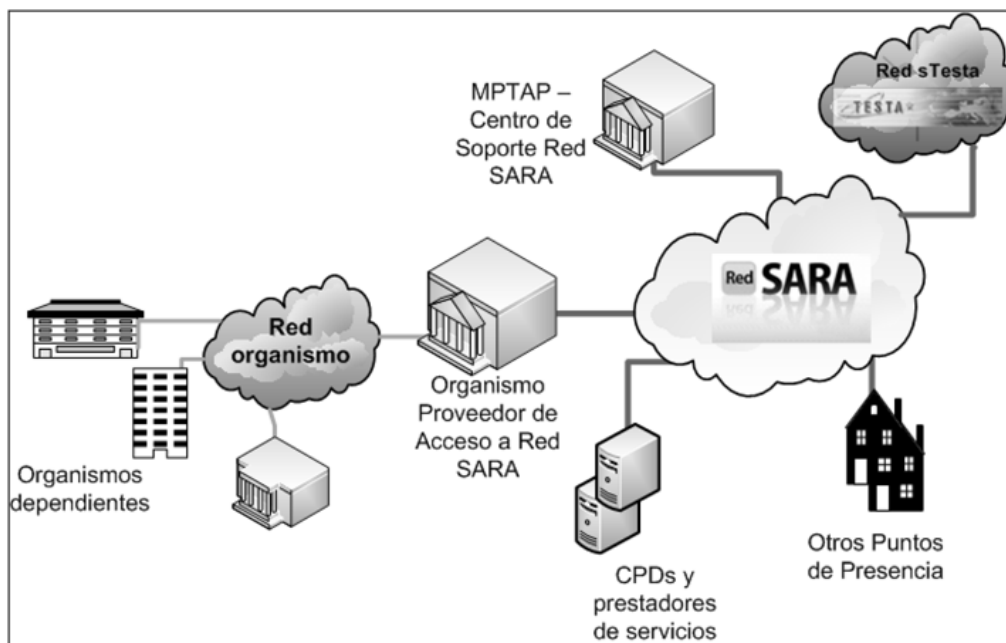 MPTAP –
Centro de
Soporte Red
SARA
Red sTesta
TESTA
Red SARA
Red
organismo
Organismo
Proveedor de
Acceso a Red
SARA
Organismos
dependientes
CPDs y
prestadores
de servicios
Otros Puntos
de Presencia